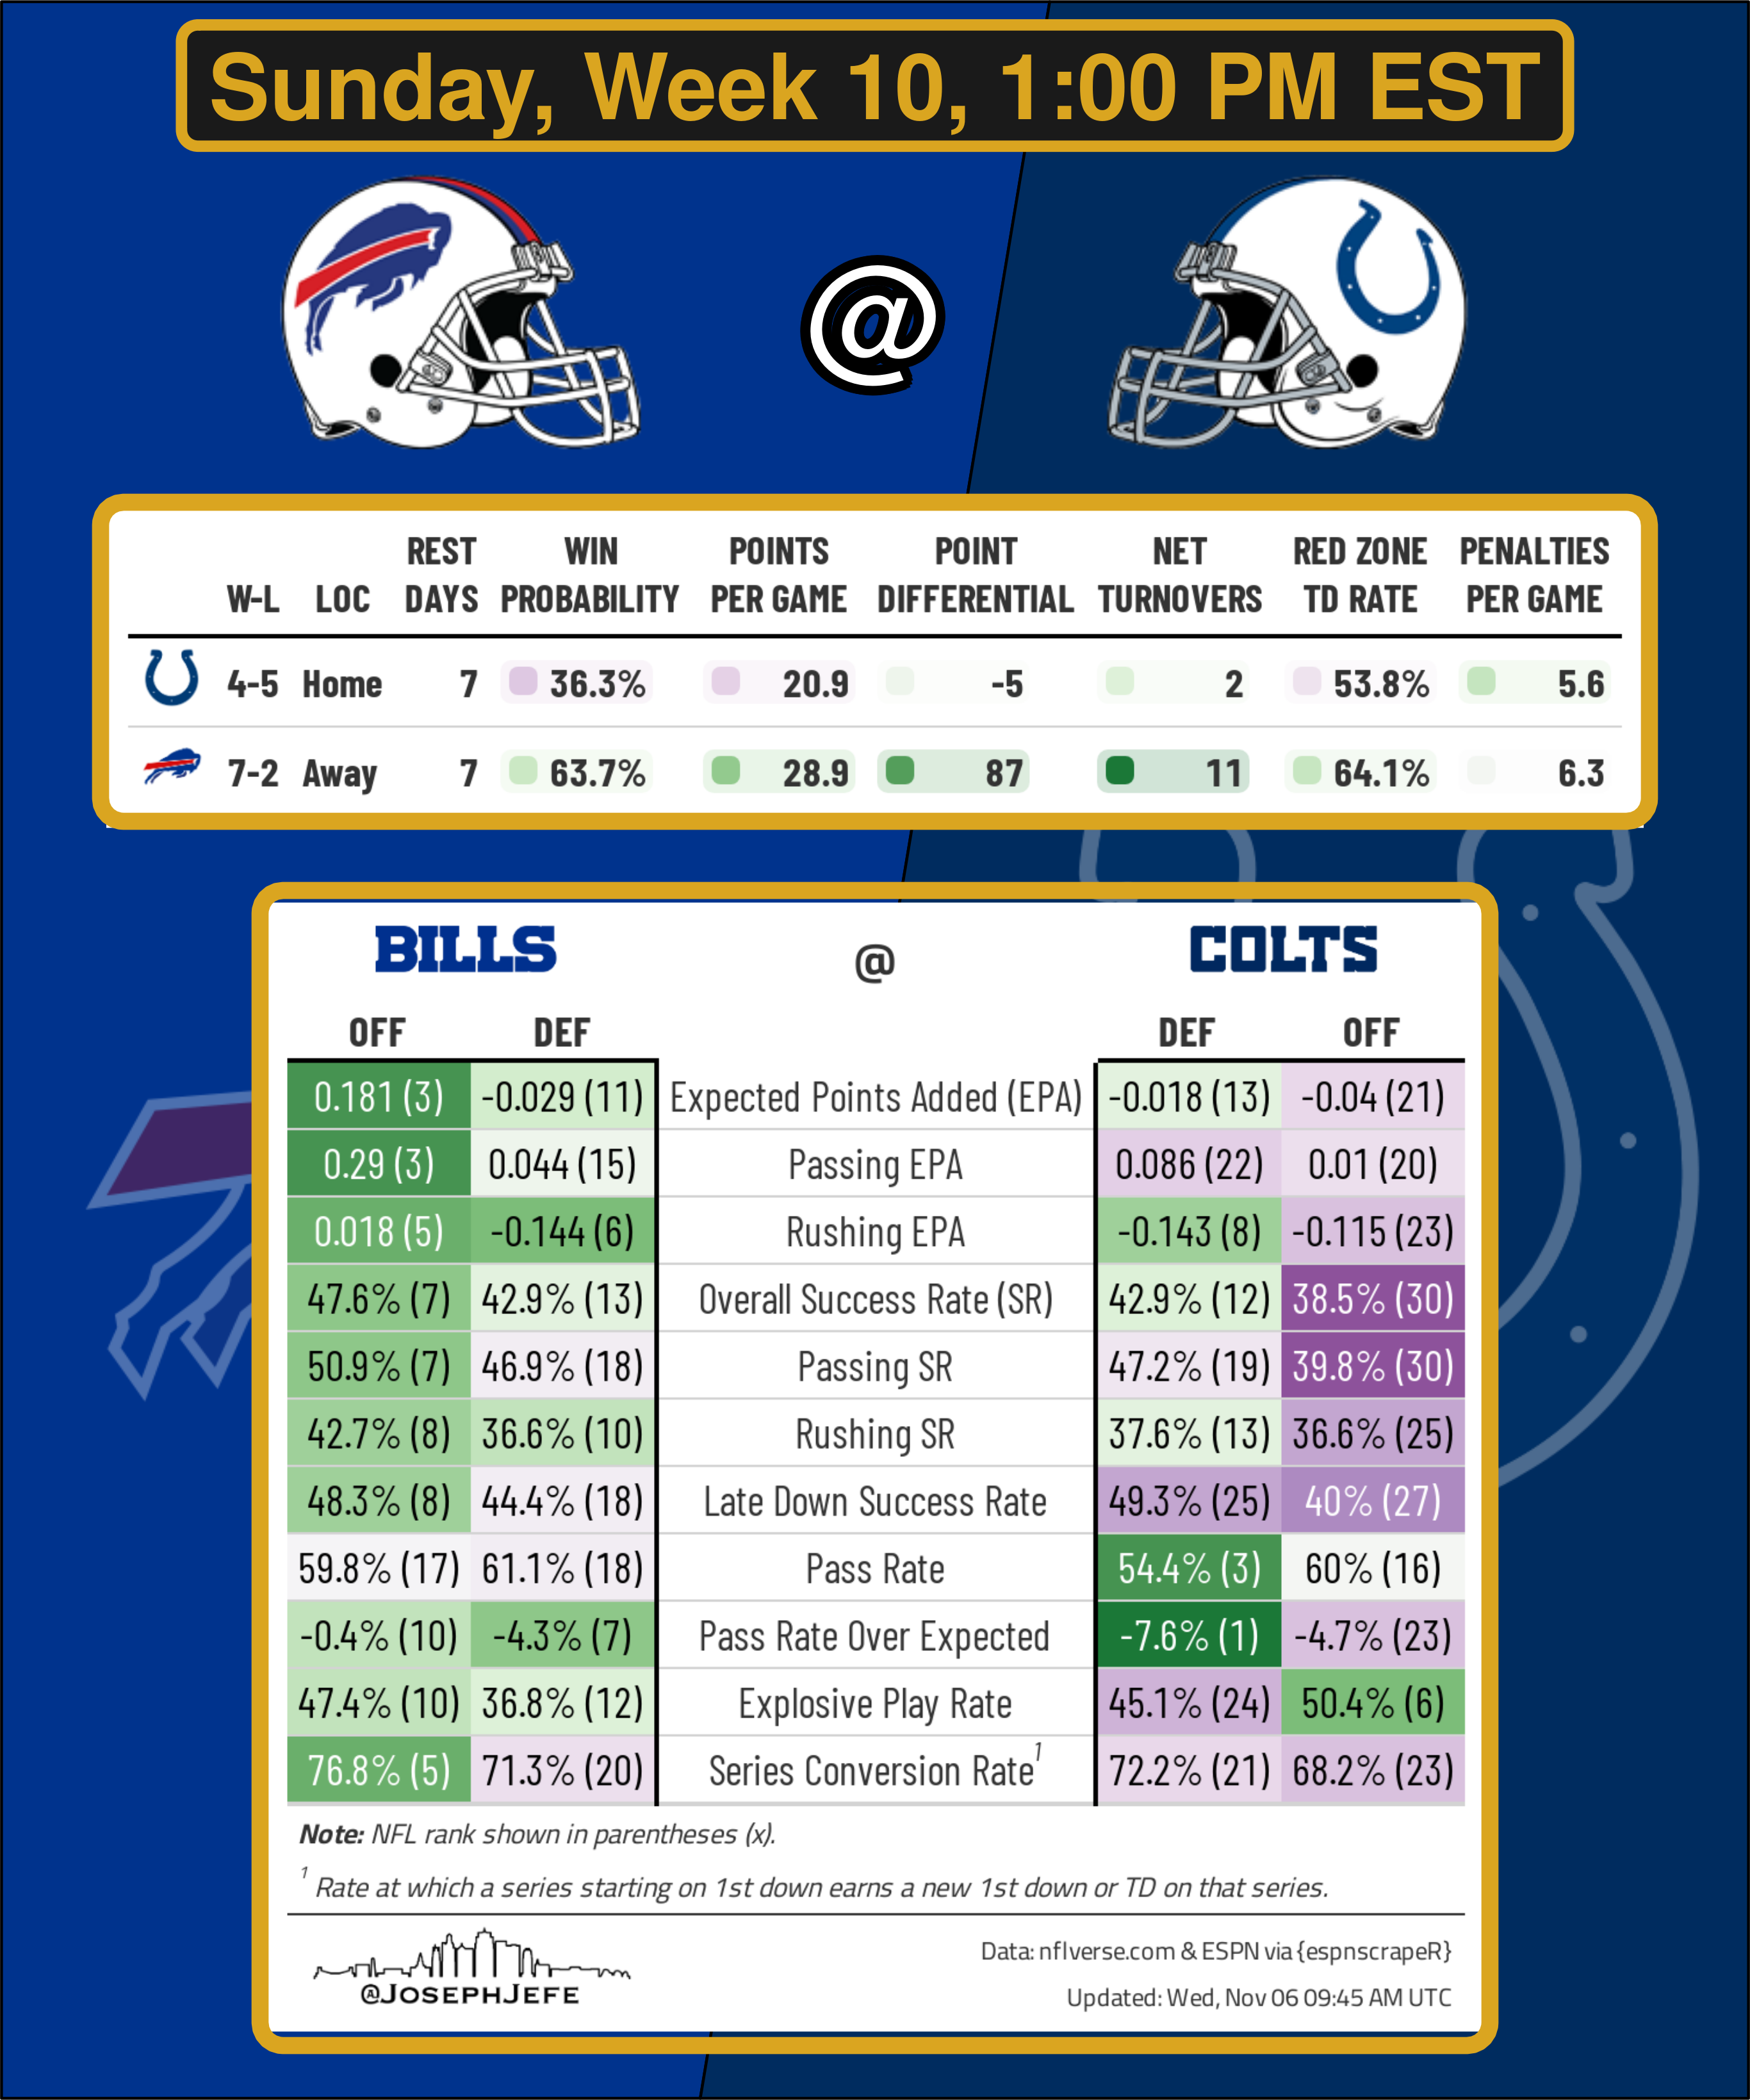 Sunday, Week 10, 1:00 PM EST
@
W-L LOC REST DAYS WIN PROBABILITY POINTS PER GAME POINT DIFFERENTIAL NET TURNOVERS RED ZONE TD RATE PENALTIES PER GAME
4-5 Home 7 36.3% 20.9 -5 2 53.8% 5.6
7-2 Away 7 63.7% 28.9 87 11 64.1% 6.3
BILLS @ COLTS
OFF DEF DEF OFF
0.181 (3) -0.029 (11) Expected Points Added (EPA) -0.018 (13) -0.04 (21)
0.29 (3) 0.044 (15) Passing EPA 0.086 (22) 0.01 (20)
0.018 (5) -0.144 (6) Rushing EPA -0.143 (8) -0.115 (23)
47.6% (7) 42.9% (13) Overall Success Rate (SR) 42.9% (12) 38.5% (30)
50.9% (7) 46.9% (18) Passing SR 47.2% (19) 39.8% (30)
42.7% (8) 36.6% (10) Rushing SR 37.6% (13) 36.6% (25)
48.3% (8) 44.4% (18) Late Down Success Rate 49.3% (25) 40% (27)
59.8% (17) 61.1% (18) Pass Rate 54.4% (3) 60% (16)
-0.4% (10) -4.3% (7) Pass Rate Over Expected -7.6% (1) -4.7% (23)
47.4% (10) 36.8% (12) Explosive Play Rate 45.1% (24) 50.4% (6)
76.8% (5) 71.3% (20) Series Conversion Rate¹ 72.2% (21) 68.2% (23)
Note: NFL rank shown in parentheses (x).
¹ Rate at which a series starting on 1st down earns a new 1st down or TD on that series.
@JOSEPHJEFE
Data: nflverse.com & ESPN via {espnscrapeR}
Updated: Wed, Nov 06 09:45 AM UTC